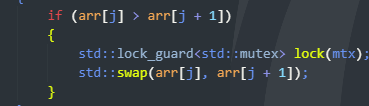 if (arr[j] > arr[j + 1])
{
std::lock_guard<std::mutex> lock(mtx);
std::swap(arr[j], arr[j + 1]);
}